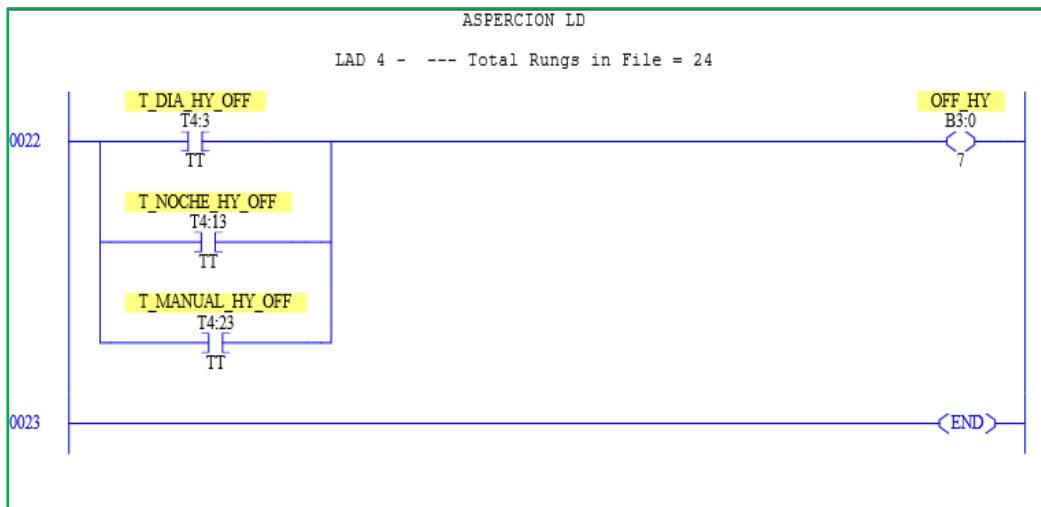 ASPERCION LD
LAD 4 - --- Total Rungs in File = 24
T_DIA_HY_OFF
T4:3
TT
OFF_HY
B3:0
7
0022
T_NOCHE_HY_OFF
T4:13
TT
T_MANUAL_HY_OFF
T4:23
TT
0023
END